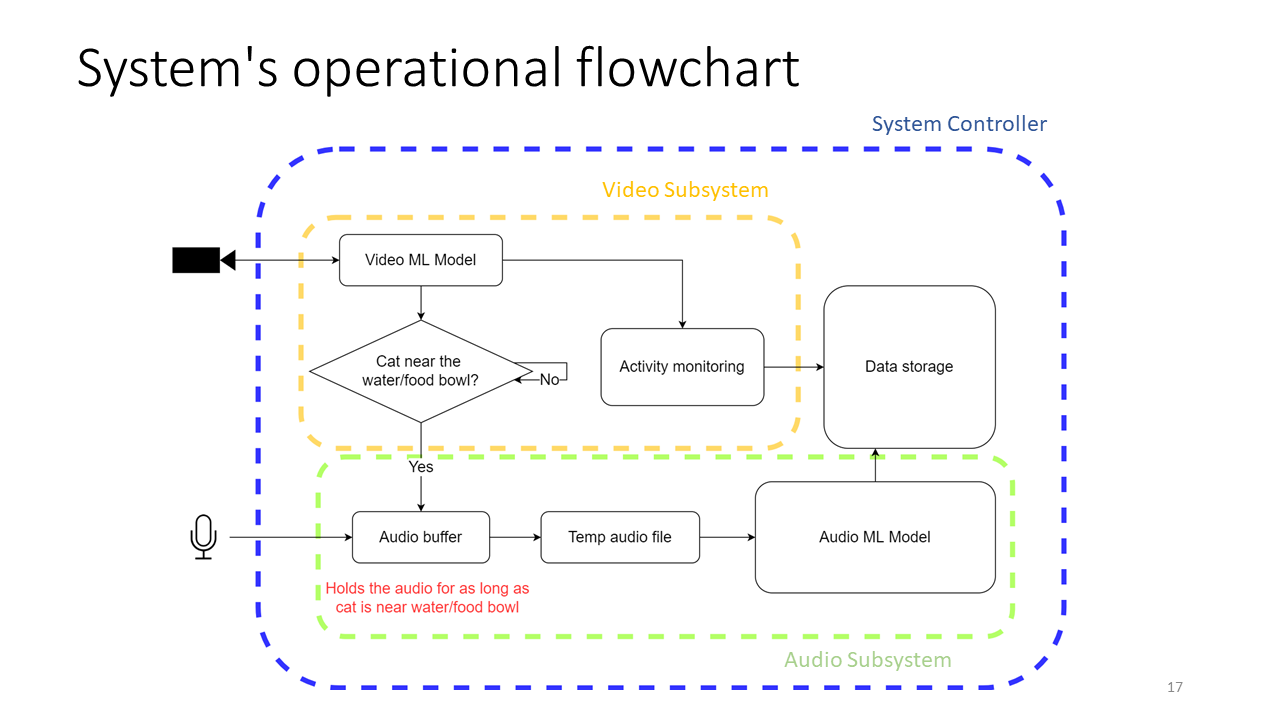 System's operational flowchart
System Controller
Video Subsystem
Video ML Model
Cat near the
water/food bowl?
No
Activity monitoring
Data storage
Yes
Audio buffer
Temp audio file
Audio ML Model
Holds the audio for as long as
cat is near water/food bowl
Audio Subsystem
17